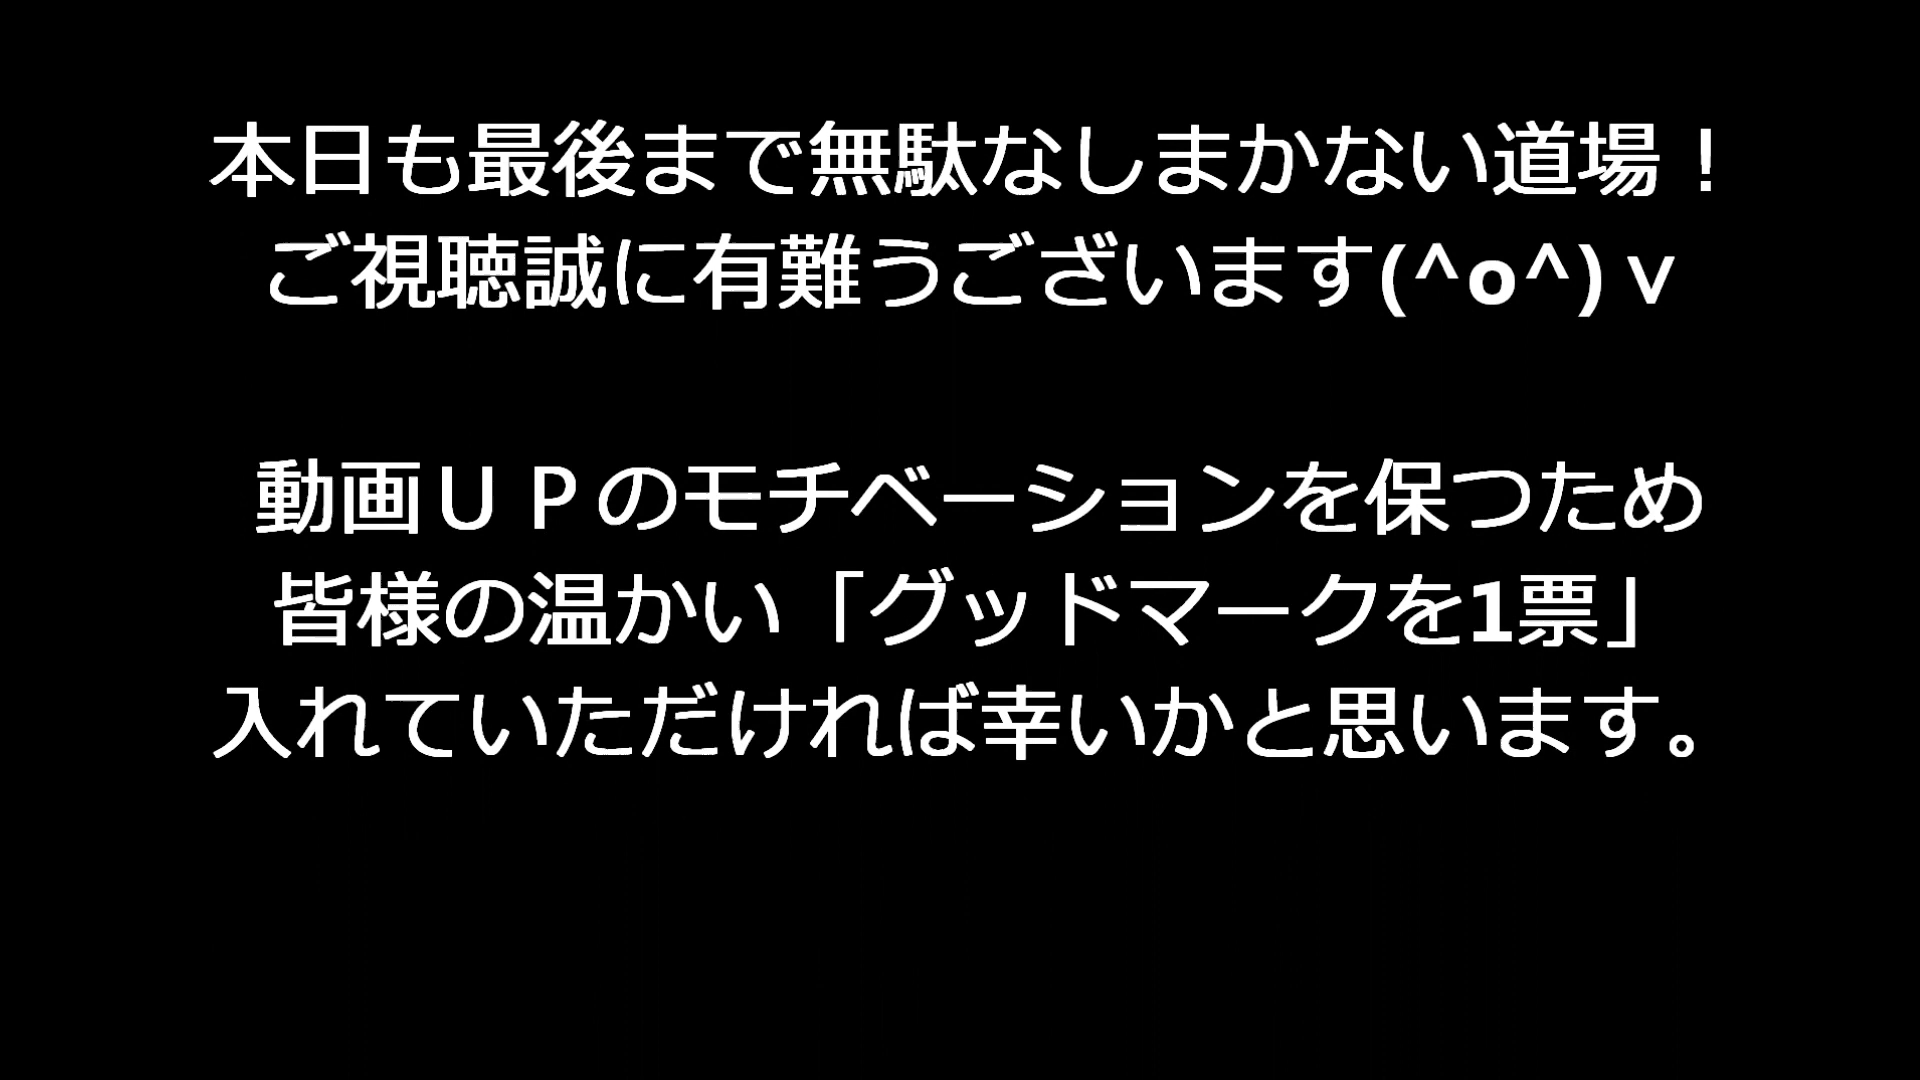 本日も最後まで無駄なしまかない道場！
ご視聴誠に有難うございます(^o^)ｖ
動画ＵＰのモチベーションを保つため
皆様の温かい「グッドマークを1票」
入れていただければ幸いかと思います。